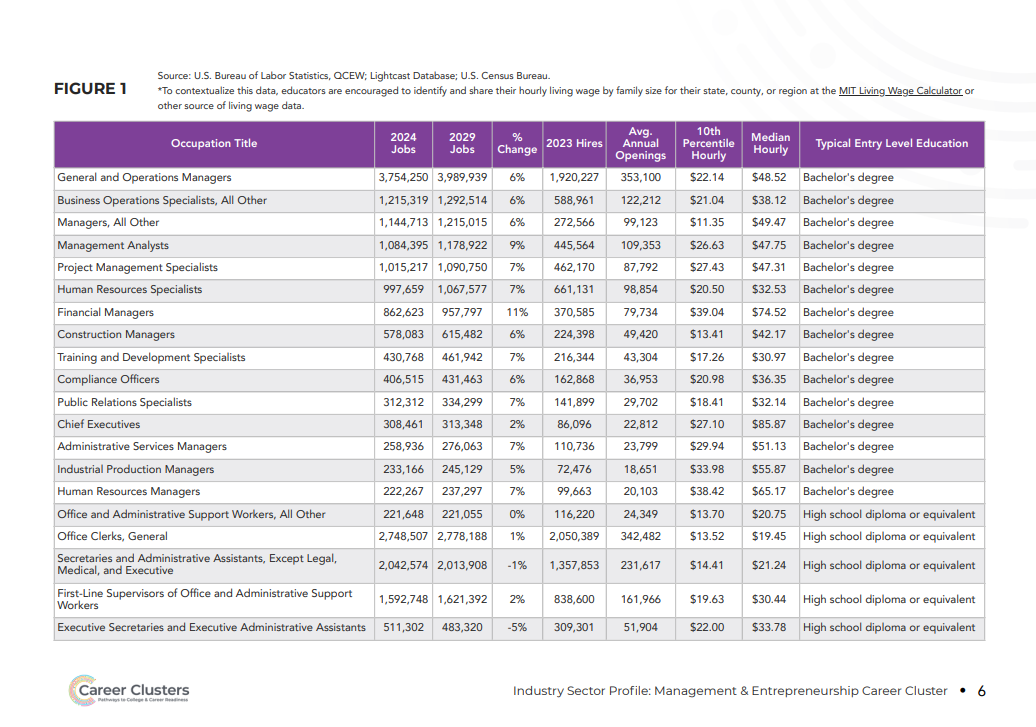 Source: U.S. Bureau of Labor Statistics, QCEW; Lightcast Database; U.S. Census Bureau.
FIGURE 1
*To contextualize this data, educators are encouraged to identify and share their hourly living wage by family size for their state, county, or region at the MIT Living Wage Calculator or
other source of living wage data.
Occupation Title 2024 Jobs 2029 Jobs % Change 2023 Hires Avg. Annual Openings 10th Percentile Hourly Median Hourly Typical Entry Level Education
General and Operations Managers 3,754,250 3,989,939 6% 1,920,227 353,100 $22.14 $48.52 Bachelor's degree
Business Operations Specialists, All Other 1,215,319 1,292,514 6% 588,961 122,212 $21.04 $38.12 Bachelor's degree
Managers, All Other 1,144,713 1,215,015 6% 272,566 99,123 $11.35 $49.47 Bachelor's degree
Management Analysts 1,084,395 1,178,922 9% 445,564 109,353 $26.63 $47.75 Bachelor's degree
Project Management Specialists 1,015,217 1,090,750 7% 462,170 87,792 $27.43 $47.31 Bachelor's degree
Human Resources Specialists 997,659 1,067,577 7% 661,131 98,854 $20.50 $32.53 Bachelor's degree
Financial Managers 862,623 957,797 11% 370,585 79,734 $39.04 $74.52 Bachelor's degree
Construction Managers 578,083 615,482 6% 224,398 49,420 $13.41 $42.17 Bachelor's degree
Training and Development Specialists 430,768 461,942 7% 216,344 43,304 $17.26 $30.97 Bachelor's degree
Compliance Officers 406,515 431,463 6% 162,868 36,953 $20.98 $36.35 Bachelor's degree
Public Relations Specialists 312,312 334,299 7% 141,899 29,702 $18.41 $32.14 Bachelor's degree
Chief Executives 308,461 313,348 2% 86,096 22,812 $27.10 $85.87 Bachelor's degree
Administrative Services Managers 258,936 276,063 7% 110,736 23,799 $29.94 $51.13 Bachelor's degree
Industrial Production Managers 233,166 245,129 5% 72,476 18,651 $33.98 $55.87 Bachelor's degree
Human Resources Managers 222,267 237,297 7% 99,663 20,103 $38.42 $65.17 Bachelor's degree
Office and Administrative Support Workers, All Other 221,648 221,055 0% 116,220 24,349 $13.70 $20.75 High school diploma or equivalent
Office Clerks, General 2,748,507 2,778,188 1% 2,050,389 342,482 $13.52 $19.45 High school diploma or equivalent
Secretaries and Administrative Assistants, Except Legal,
Medical, and Executive 2,042,574 2,013,908 -1% 1,357,853 231,617 $14.41 $21.24 High school diploma or equivalent
First-Line Supervisors of Office and Administrative Support
Workers 1,592,748 1,621,392 2% 838,600 161,966 $19.63 $30.44 High school diploma or equivalent
Executive Secretaries and Executive Administrative Assistants 511,302 483,320 -5% 309,301 51,904 $22.00 $33.78 High school diploma or equivalent
Career Clusters
Pathways to College & Career Readiness
Industry Sector Profile: Management & Entrepreneurship Career Cluster • 6